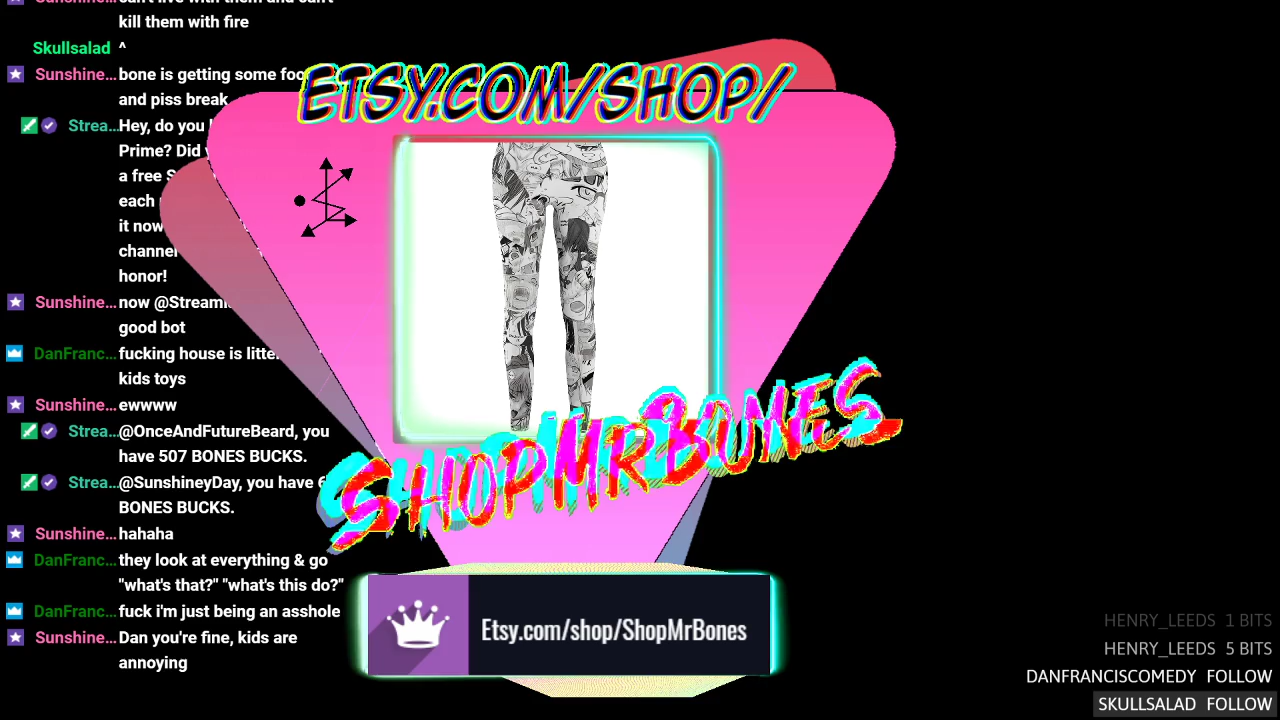 kill them with fire
Skullsalad ^
Sunshine... bone is getting some
and piss break
Strea... Hey, do you
Prime? Did
a free
each
it now
channel
honor!
Sunshine... now
good bot
DanFranc... fucking house is
kids toys
Sunshine... ewwww
Strea... @OnceAndFutureBeard, you
have 507 BONES BUCKS.
Strea... @SunshineyDay, you have
BONES BUCKS.
Sunshine... hahaha
DanFranc... they look at everything & go
"what's that?" "what's this do?"
DanFranc... fuck i'm just being an asshole
Sunshine... Dan you're fine, kids are
annoying
ETSY.COM/SHOP/
SHOPMRBONES
Etsy.com/shop/ShopMrBones
HENRY_LEEDS 1 BITS
HENRY_LEEDS 5 BITS
DANFRANCISCOMEDY FOLLOW
SKULLSALAD FOLLOW